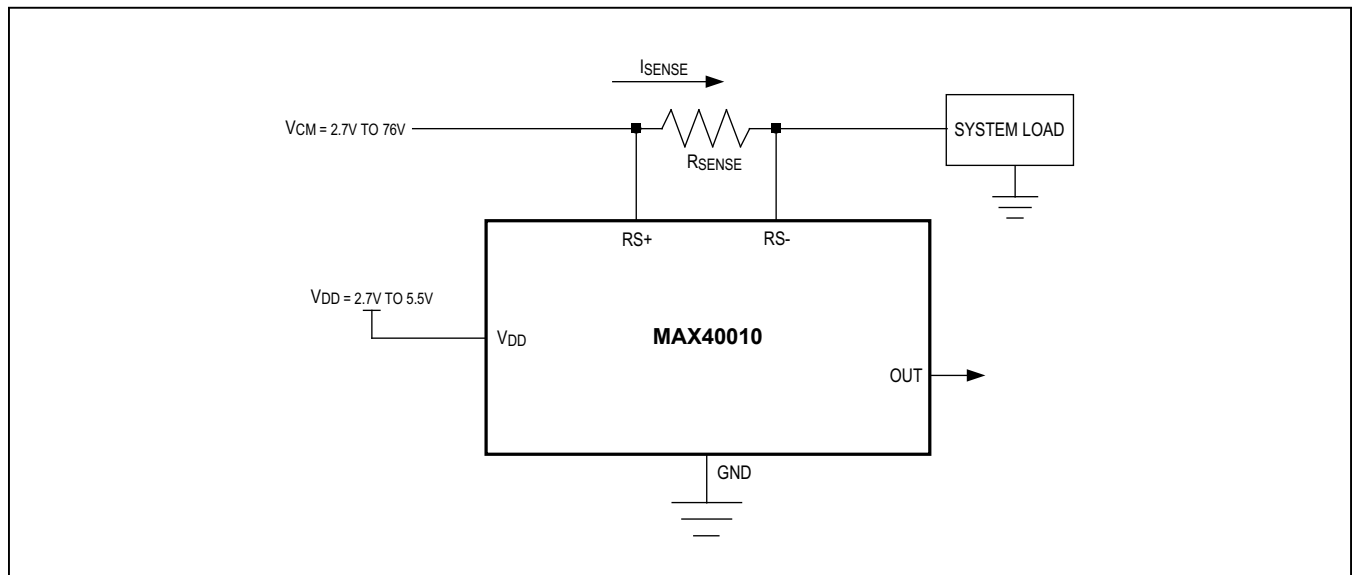 ISENSE
VCM = 2.7V TO 76V
SYSTEM LOAD
RSENSE
RS+ RS-
VDD = 2.7V TO 5.5V
VDD
MAX40010
OUT
GND